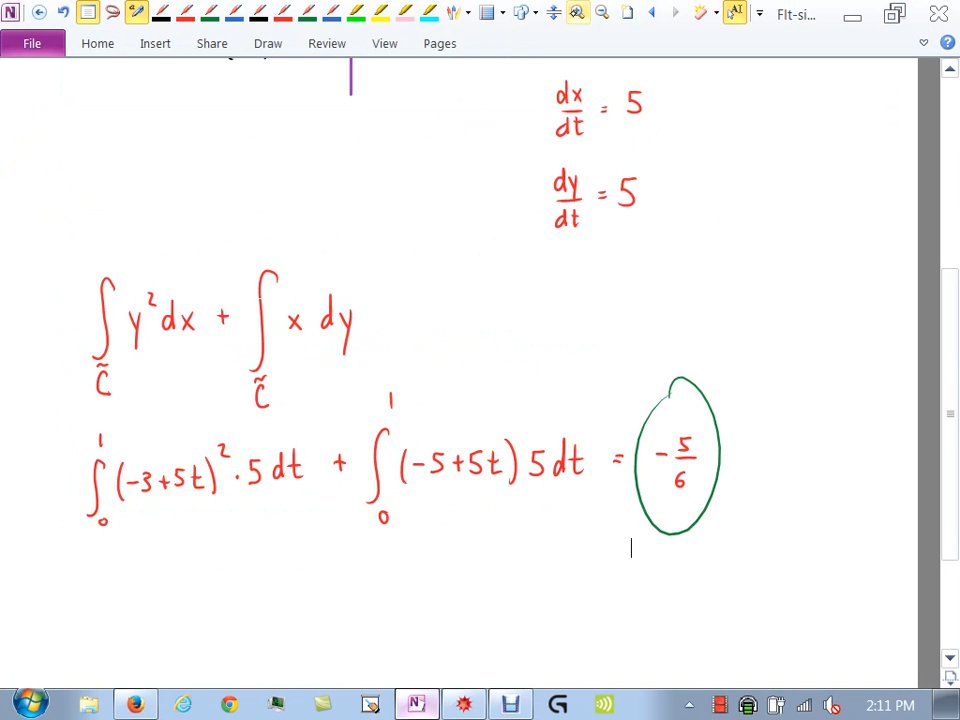 FIt-si...
File Home Insert Share Draw Review View Pages
dx/dt = 5
dy/dt = 5
∫_C̃ y² dx + ∫_C̃ x dy
∫₀¹ (-3+5t)² · 5 dt + ∫₀¹ (-5+5t) 5 dt = -5/6
2:11 PM